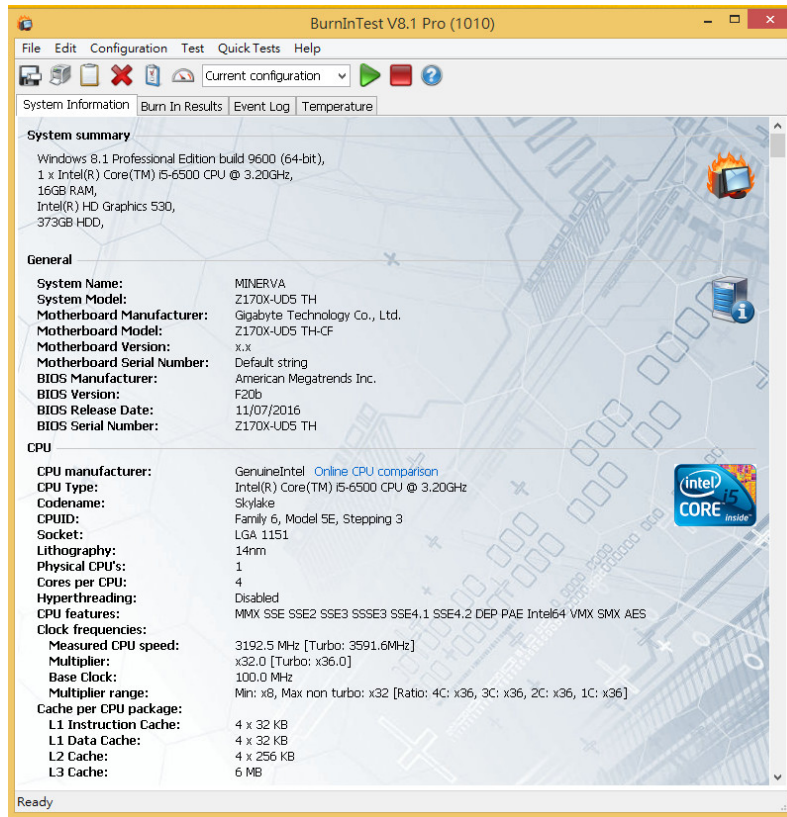 BurnInTest V8.1 Pro (1010)
File Edit Configuration Test Quick Tests Help
Current configuration
System Information Burn In Results Event Log Temperature
System summary
Windows 8.1 Professional Edition build 9600 (64-bit),
1 x Intel(R) Core(TM) i5-6500 CPU @ 3.20GHz,
16GB RAM,
Intel(R) HD Graphics 530,
373GB HDD,
General
System Name: MINERVA
System Model: Z170X-UD5 TH
Motherboard Manufacturer: Gigabyte Technology Co., Ltd.
Motherboard Model: Z170X-UD5 TH-CF
Motherboard Version: x.x
Motherboard Serial Number: Default string
BIOS Manufacturer: American Megatrends Inc.
BIOS Version: F20b
BIOS Release Date: 11/07/2016
BIOS Serial Number: Z170X-UD5 TH
CPU
CPU manufacturer: GenuineIntel Online CPU comparison
CPU Type: Intel(R) Core(TM) i5-6500 CPU @ 3.20GHz
Codename: Skylake
CPUID: Family 6, Model 5E, Stepping 3
Socket: LGA 1151
Lithography: 14nm
Physical CPU's: 1
Cores per CPU: 4
Hyperthreading: Disabled
CPU features: MMX SSE SSE2 SSE3 SSSE3 SSE4.1 SSE4.2 DEP PAE Intel64 VMX SMX AES
Clock frequencies:
Measured CPU speed: 3192.5 MHz [Turbo: 3591.6MHz]
Multiplier: x32.0 [Turbo: x36.0]
Base Clock: 100.0 MHz
Multiplier range: Min: x8, Max non turbo: x32 [Ratio: 4C: x36, 3C: x36, 2C: x36, 1C: x36]
Cache per CPU package:
L1 Instruction Cache: 4 x 32 KB
L1 Data Cache: 4 x 32 KB
L2 Cache: 4 x 256 KB
L3 Cache: 6 MB
intel
i5
CORE
inside
Ready